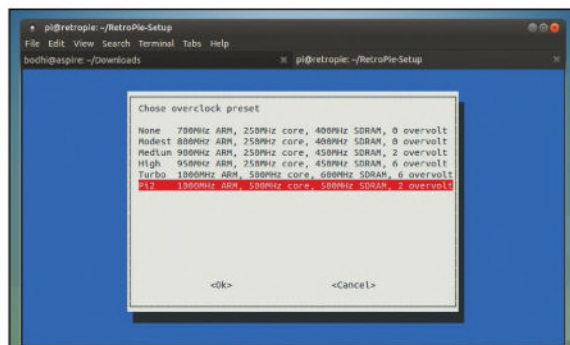 pi@retropie: ~/RetroPie-Setup
File Edit View Search Terminal Tabs Help
bodhi@aspire: ~/Downloads
pi@retropie: ~/RetroPie-Setup
Chose overclock preset
None 700MHz ARM, 250MHz core, 400MHz SDRAM, 0 overvolt
Modest 800MHz ARM, 250MHz core, 400MHz SDRAM, 0 overvolt
Medium 900MHz ARM, 250MHz core, 450MHz SDRAM, 2 overvolt
High 950MHz ARM, 250MHz core, 450MHz SDRAM, 6 overvolt
Turbo 1000MHz ARM, 500MHz core, 600MHz SDRAM, 6 overvolt
Pi2 1000MHz ARM, 500MHz core, 500MHz SDRAM, 2 overvolt
<Ok> <Cancel>